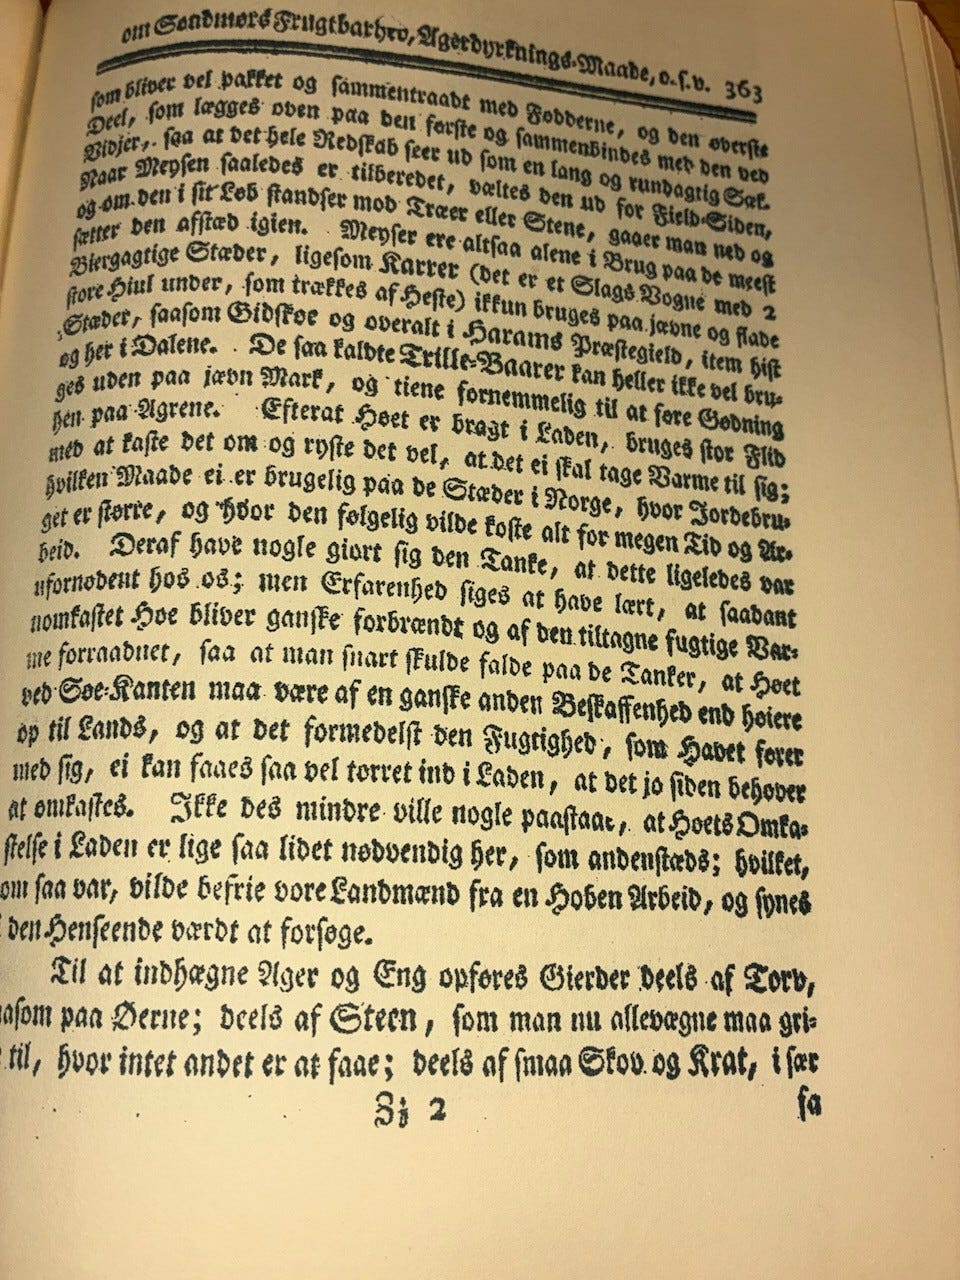 om Søndmørs Frugtbarhed, Agerdyrknings-Maade, o. s. v. 363
som bliver vel pakket og sammentraadt med Fødderne, og den øverste
Deel, som lægges oven paa den første og sammenbindes med den ved
Vidjer, saa at det hele Redskab seer ud som en lang og rundagtig Sæk.
Naar Meysen saaledes er tilberedet, væltes den ud for Field-Siden,
og om den i sit Løb standser mod Træer eller Stene, gaaer man ned og
sætter den afstæd igien. Meyser ere altsaa alene i Brug paa de meest
Biergagtige Stæder, ligesom Karrer (det er et Slags Vogne med 2
store Hiul under, som trækkes af Heste) ikkun bruges paa jævne og flade
Stæder, saasom Gidskøe og overalt i Harams Præstegield, item hist
og her i Dalene. De saa kaldte Trille-Baarer kan heller ikke vel bru-
ges uden paa jævn Mark, og tiene fornemmelig til at føre Gødning
hen paa Agrene. Efterat Høet er bragt i Laden, bruges stor Flid
med at kaste det om og ryste det vel, at det ei skal tage Varme til sig;
hvilken Maade ei er brugelig paa de Stæder i Norge, hvor Jordebru-
get er større, og hvor den følgelig vilde koste alt for megen Tid og Ar-
beid. Deraf have nogle giort sig den Tanke, at dette ligeledes var
ufornødent hos os; men Erfarenhed siges at have lært, at saadant
uomkastet Høe bliver ganske forbrændt og af den tiltagne fugtige Var-
me forraadnet, saa at man snart skulde falde paa de Tanker, at Høet
ved Søe-Kanten maa være af en ganske anden Beskaffenhed end høiere
op til Lands, og at det formedelst den Fugtighed, som Havet fører
med sig, ei kan faaes saa vel tørret ind i Laden, at det jo siden behøver
at omkastes. Ikke des mindre ville nogle paastaae, at Høets Omka-
stelse i Laden er lige saa lidet nødvendig her, som andenstæds; hvilket,
om saa var, vilde befrie vore Landmænd fra en Hoben Arbeid, og synes
i den Henseende værdt at forsøge.
Til at indhægne Ager og Eng opføres Gierder deels af Torv,
saasom paa Øerne; deels af Steen, som man nu allevægne maa gri-
til, hvor intet andet er at faae; deels af smaa Skov og Krat, i sær
Zz 2 sa